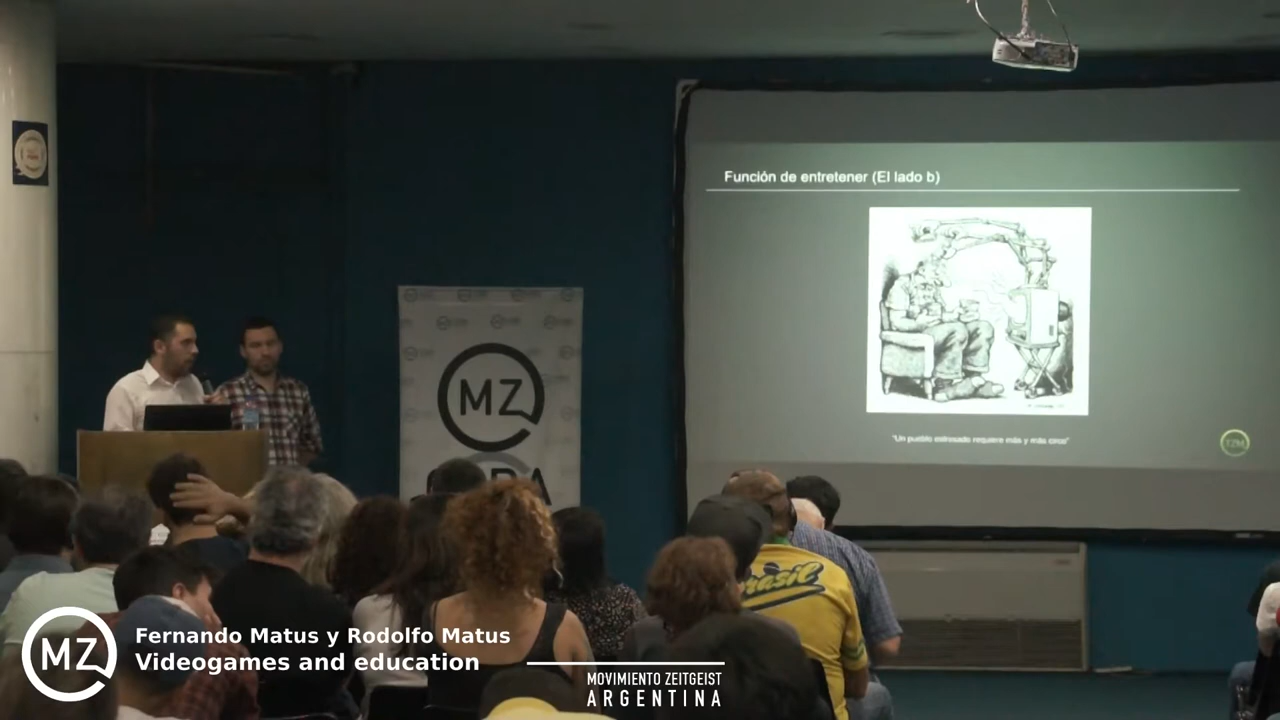 Función de entretener (El lado b)
"Un pueblo estresado requiere más y más circo"
TZM
MZ
Brasil
MZ
Fernando Matus y Rodolfo Matus
Videogames and education
MOVIMIENTO ZEITGEIST
ARGENTINA